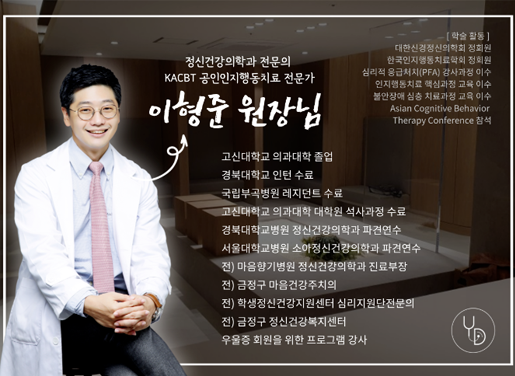 정신건강의학과 전문의
KACBT 공인인지행동치료 전문가
이형준 원장님
[ 학술 활동 ]
대한신경정신의학회 정회원
한국인지행동치료학회 정회원
심리적 응급처치(PFA) 강사과정 이수
인지행동치료 핵심과정 교육 이수
불안장애 심층 치료과정 교육 이수
Asian Cognitive Behavior
Therapy Conference 참석
고신대학교 의과대학 졸업
경북대학교 인턴 수료
국립부곡병원 레지던트 수료
고신대학교 의과대학 대학원 석사과정 수료
경북대학교병원 정신건강의학과 파견연수
서울대학교병원 소아정신건강의학과 파견연수
전) 마음향기병원 정신건강의학과 진료부장
전) 금정구 마음건강주치의
전) 학생정신건강지원센터 심리지원단전문의
전) 금정구 정신건강복지센터
우울증 회원을 위한 프로그램 강사